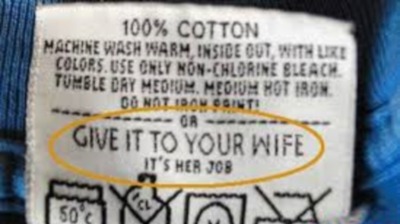 100% COTTON
MACHINE WASH WARM, INSIDE OUT, WITH LIKE
COLORS. USE ONLY NON-CHLORINE BLEACH.
TUMBLE DRY MEDIUM. MEDIUM HOT IRON.
DO NOT IRON PRINT!
OR
GIVE IT TO YOUR WIFE
IT'S HER JOB
50°C CL